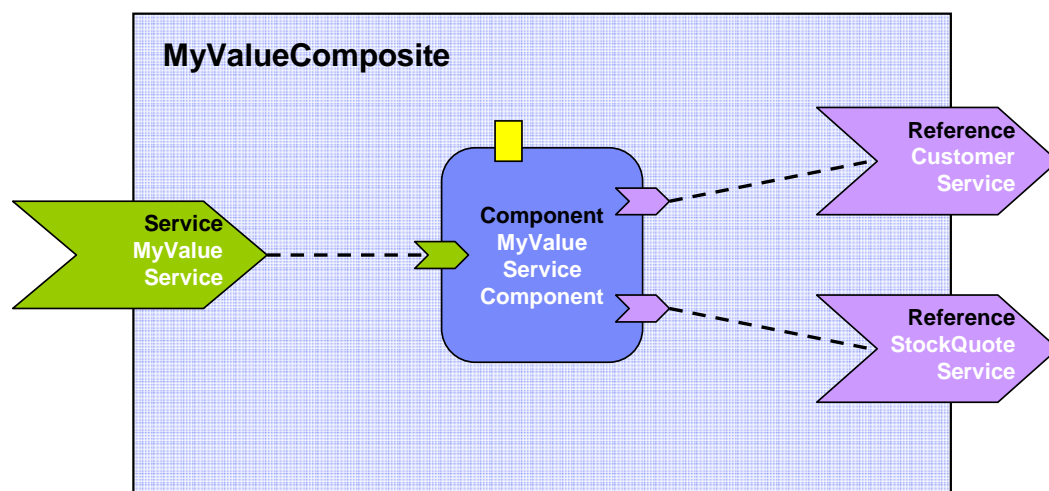 MyValueComposite
Service
MyValue
Service
Component
MyValue
Service
Component
Reference
Customer
Service
Reference
StockQuote
Service